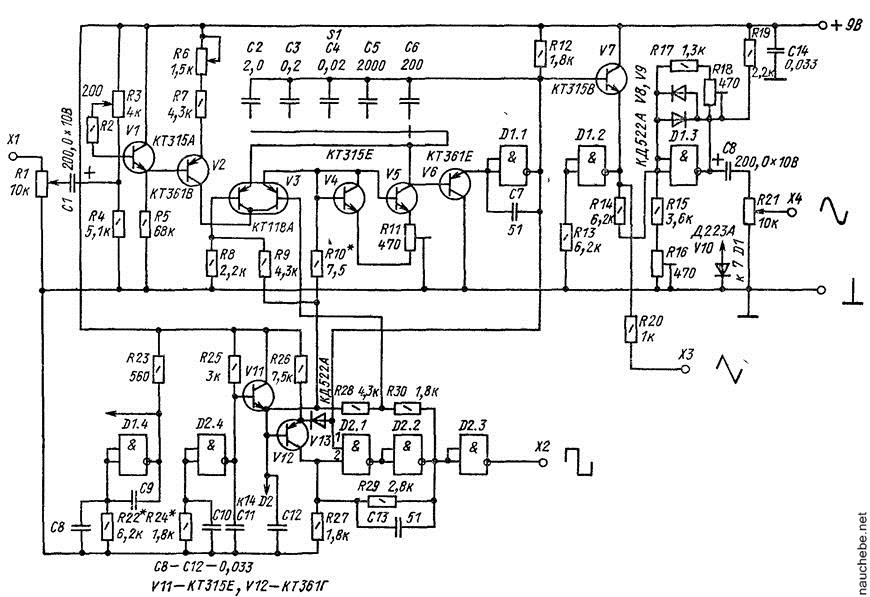 + 9В
S1
C2 C3 C4 C5 C6
2,0 0,2 0,02 2000 200
R6
1,5к
R7
4,3к
R12
1,8к
V7
КТ315В
КД522А V8, V9
R17 1,3к
R18
470
R19
2,2к
C14
0,033
X1
R1
10к
200
R2
R3
4к
200,0×10В
C1
+
V1
КТ315А
КТ361В
V2
КТ315Е
V3
КТ118А
V4
V5
КТ361Е
V6
D1.1
&
C7
51
D1.2
&
D1.3
&
+
C8
200,0×10В
R4
5,1к
R5
68к
R8
2,2к
R9
4,3к
R10*
7,5
R11
470
R13
6,2к
R14
6,2к
R15
3,6к
R16
470
Д223А
V10
к 7 D1
R21
10к
X4
R20
1к
X3
R23
560
R25
3к
V11
R26
7,5к
КД522А
V13
R28 4,3к
R30 1,8к
D1.4
&
D2.4
&
V12
1
2
D2.1
&
D2.2
&
D2.3
&
X2
C8
C9
R22*
6,2к
R24*
1,8к
C10
C11
К14 D2
C12
R27
1,8к
R29 2,8к
C13
51
C8–C12–0,033
V11–КТ315Е, V12–КТ361Г
nauchebe.net